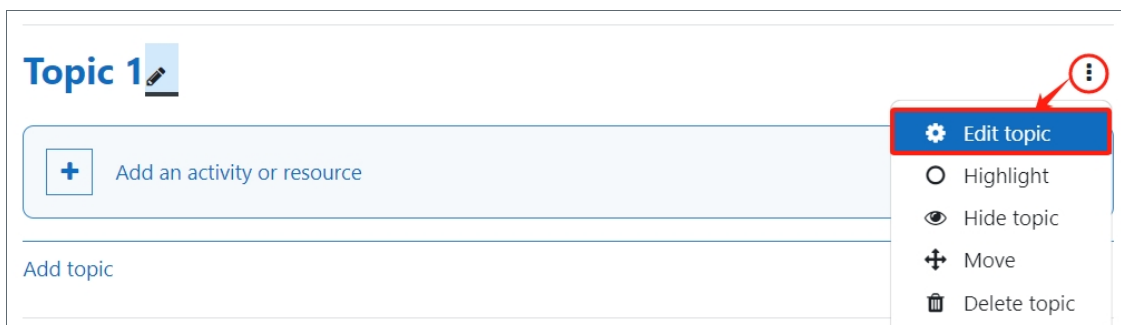 Topic 1
Edit topic
Add an activity or resource
Highlight
Hide topic
Move
Add topic
Delete topic